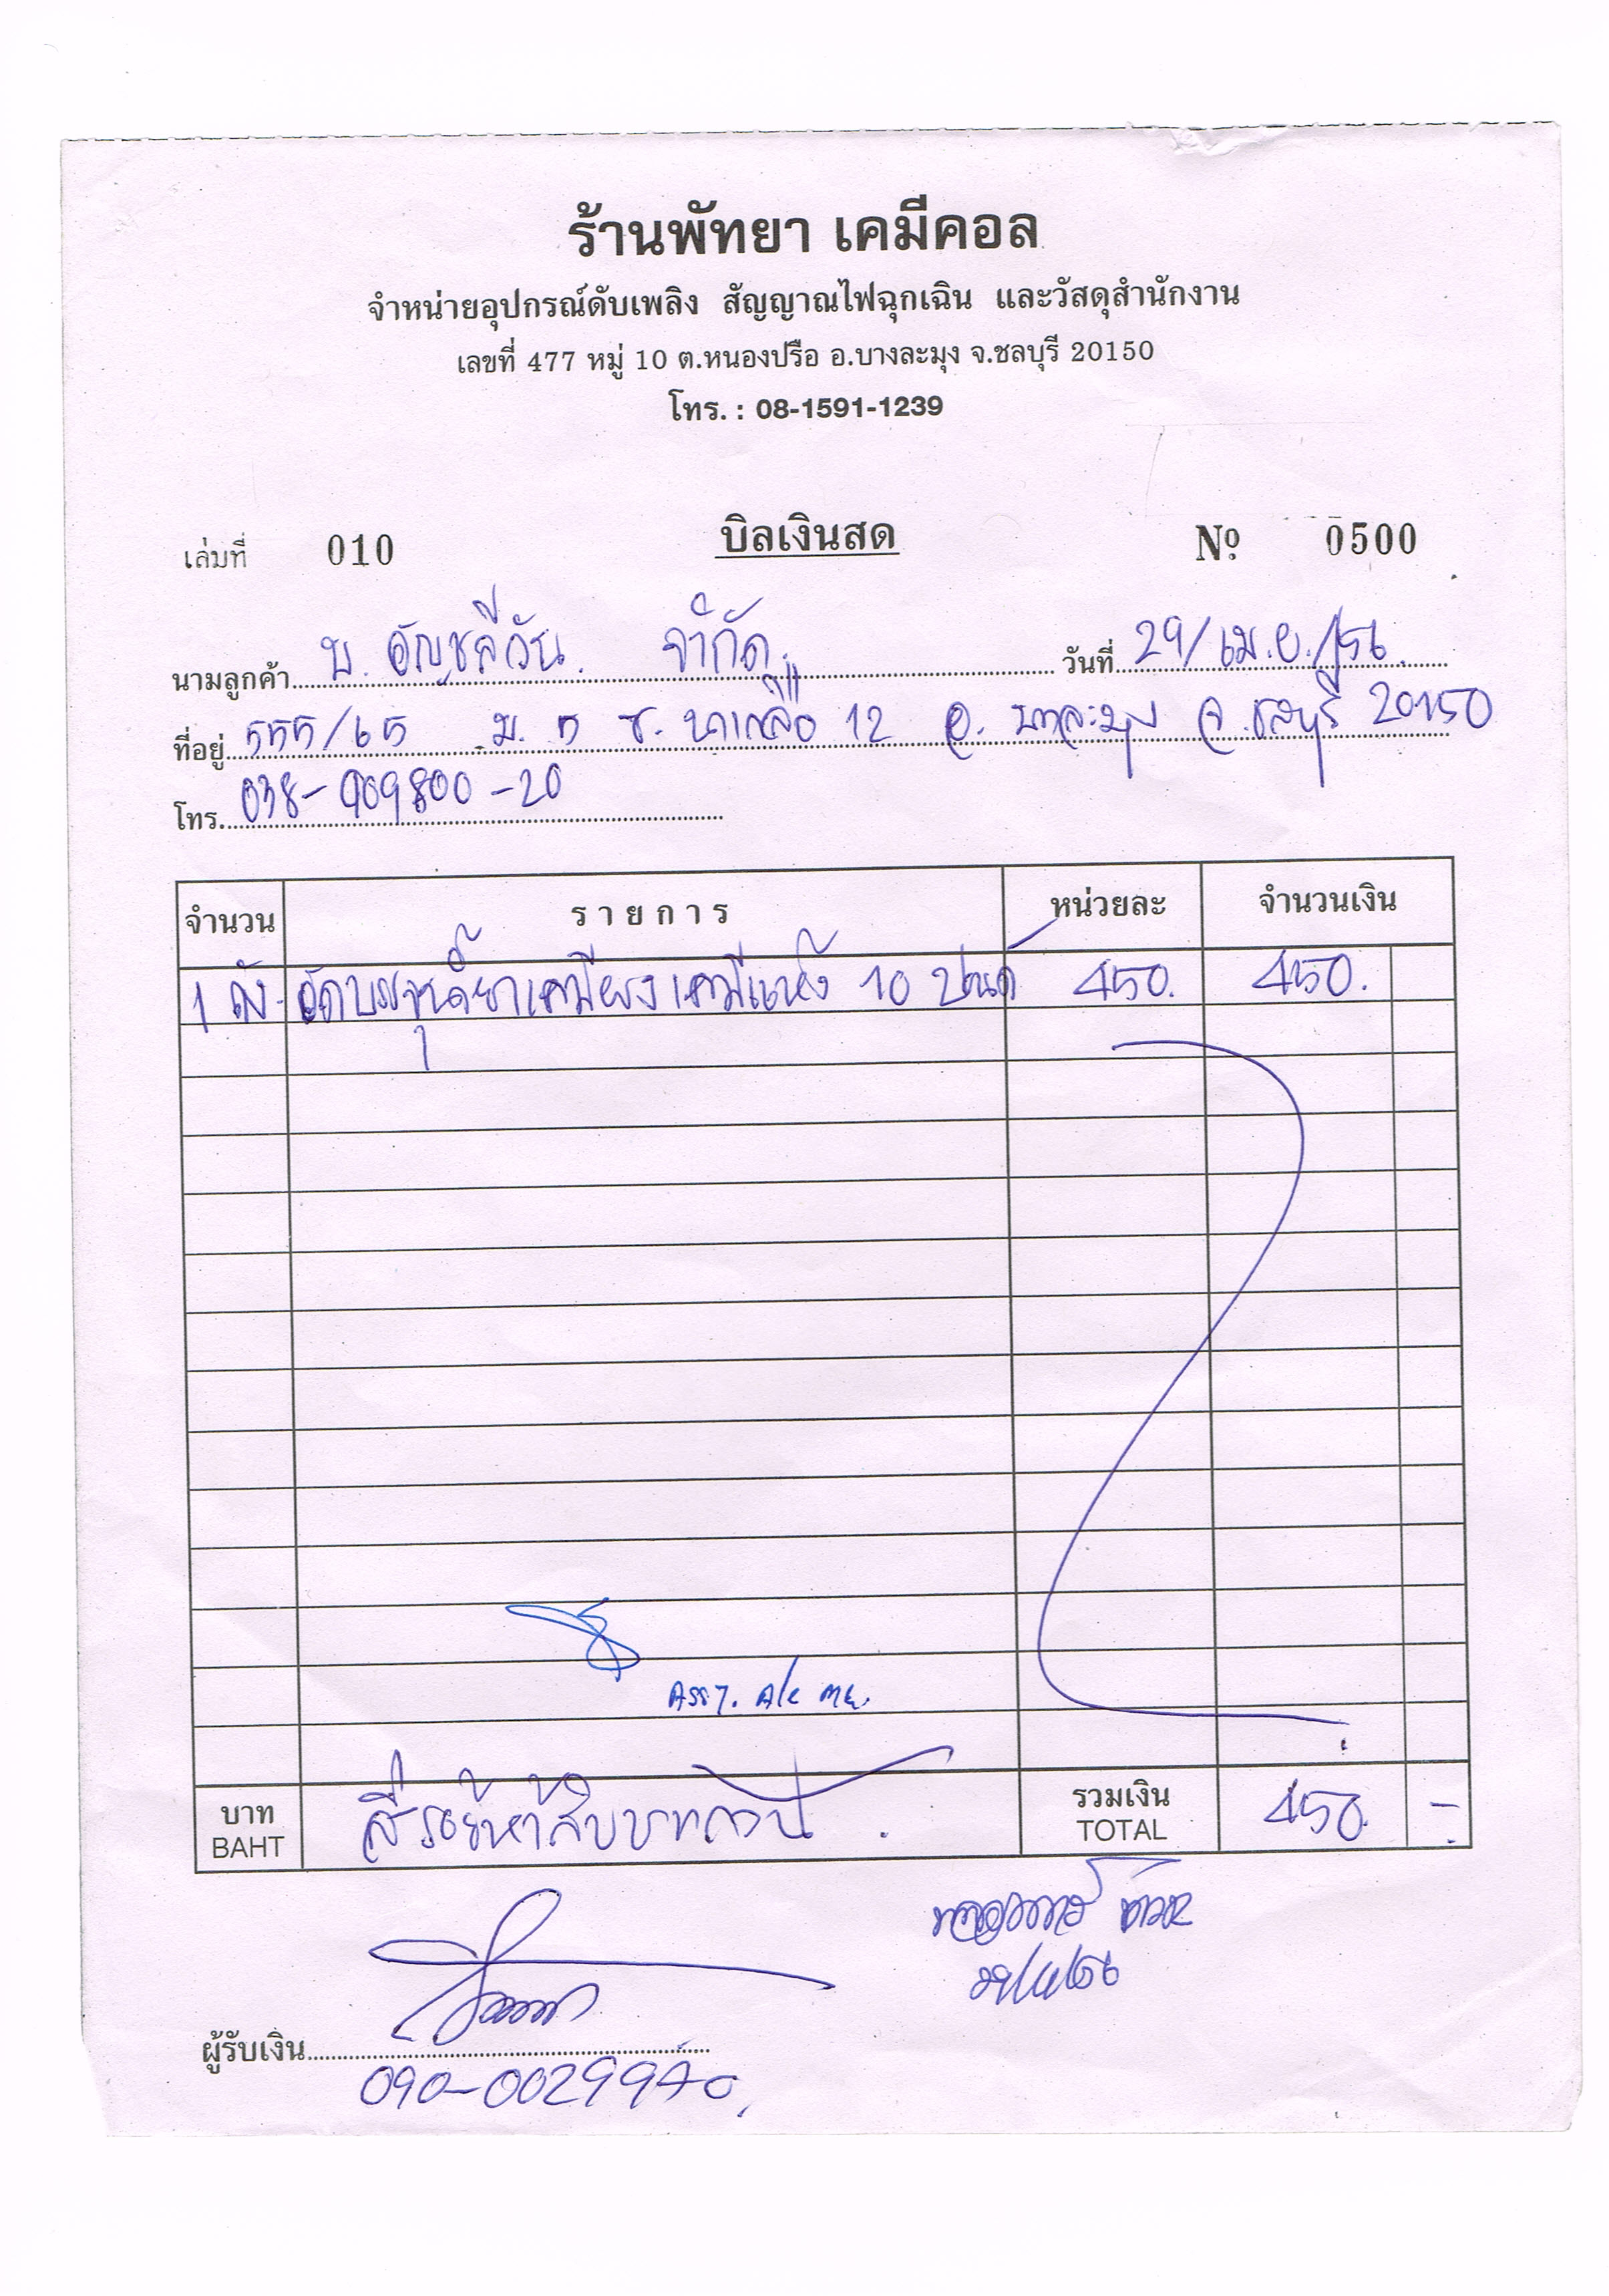 ร้านพัทยา เคมีคอล
จำหน่ายอุปกรณ์ดับเพลิง สัญญาณไฟฉุกเฉิน และวัสดุสำนักงาน
เลขที่ 477 หมู่ 10 ต.หนองปรือ อ.บางละมุง จ.ชลบุรี 20150
โทร. : 08-1591-1239
เล่มที่ 010 บิลเงินสด Nº 0500
นามลูกค้า บ. อัญชลีวัน จำกัด วันที่ 29/เม.ย./56
ที่อยู่ 555/65 ม. 5 ซ. นาเกลือ 12 อ. บางละมุง จ. ชลบุรี 20150
โทร. 038-909800-20
จำนวน รายการ หน่วยละ จำนวนเงิน
1 ถัง อัดบรรจุน้ำยาเคมีผงเคมีแห้ง 10 ปอนด์ 450. 450.
บาท สี่ร้อยห้าสิบบาทถ้วน รวมเงิน 450. -
BAHT TOTAL
29/4/56
ผู้รับเงิน